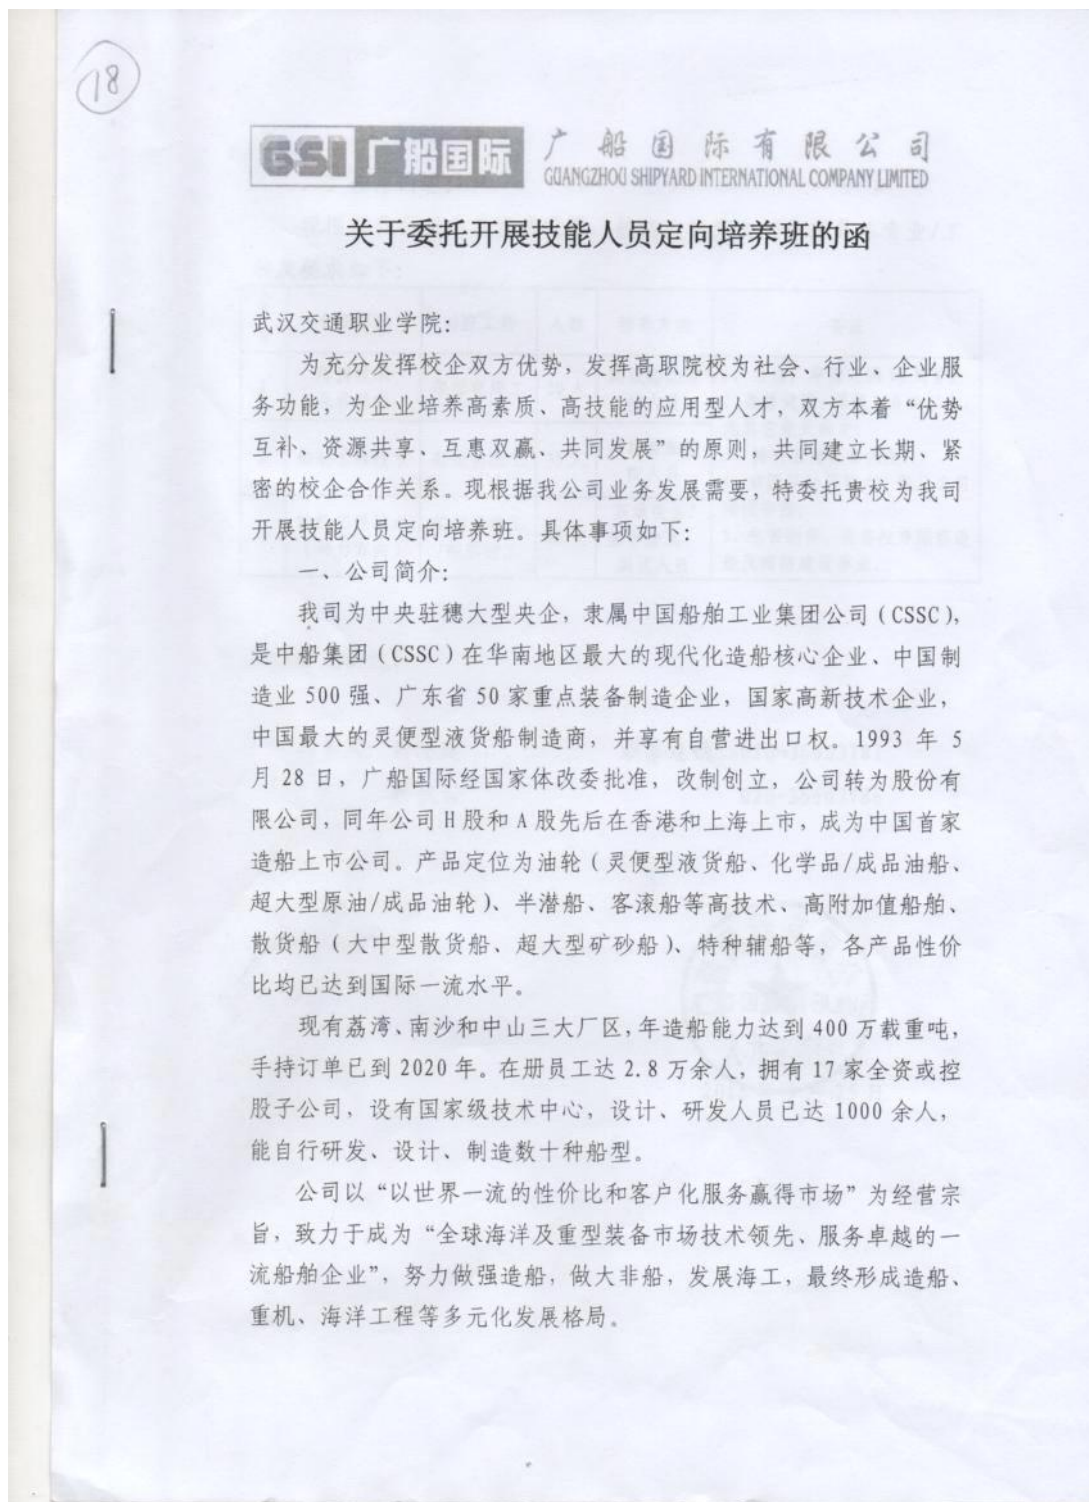 18
GSI 广船国际
广船国际有限公司
GUANGZHOU SHIPYARD INTERNATIONAL COMPANY LIMITED
关于委托开展技能人员定向培养班的函
武汉交通职业学院：
为充分发挥校企双方优势，发挥高职院校为社会、行业、企业服
务功能，为企业培养高素质、高技能的应用型人才，双方本着“优势
互补、资源共享、互惠双赢、共同发展”的原则，共同建立长期、紧
密的校企合作关系。现根据我公司业务发展需要，特委托贵校为我司
开展技能人员定向培养班。具体事项如下：
一、公司简介：
我司为中央驻穗大型央企，隶属中国船舶工业集团公司（CSSC），
是中船集团（CSSC）在华南地区最大的现代化造船核心企业、中国制
造业 500 强、广东省 50 家重点装备制造企业，国家高新技术企业，
中国最大的灵便型液货船制造商，并享有自营进出口权。1993 年 5
月 28 日，广船国际经国家体改委批准，改制创立，公司转为股份有
限公司，同年公司 H 股和 A 股先后在香港和上海上市，成为中国首家
造船上市公司。产品定位为油轮（灵便型液货船、化学品/成品油船、
超大型原油/成品油轮）、半潜船、客滚船等高技术、高附加值船舶、
散货船（大中型散货船、超大型矿砂船）、特种辅船等，各产品性价
比均已达到国际一流水平。
现有荔湾、南沙和中山三大厂区，年造船能力达到 400 万载重吨，
手持订单已到 2020 年。在册员工达 2.8 万余人，拥有 17 家全资或控
股子公司，设有国家级技术中心，设计、研发人员已达 1000 余人，
能自行研发、设计、制造数十种船型。
公司以“以世界一流的性价比和客户化服务赢得市场”为经营宗
旨，致力于成为“全球海洋及重型装备市场技术领先、服务卓越的一
流船舶企业”，努力做强造船，做大非船，发展海工，最终形成造船、
重机、海洋工程等多元化发展格局。